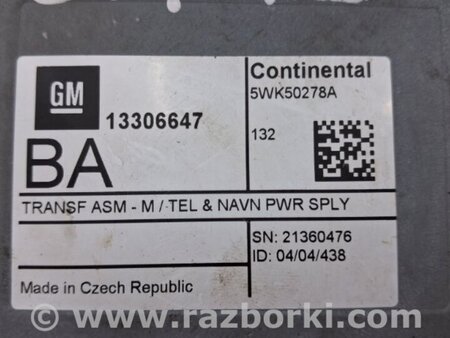 GM
13306647
BA
Continental
5WK50278A
132
TRANSF ASM - M / TEL & NAVN PWR SPLY
SN: 21360476
ID: 04/04/438
Made in Czech Republic
www.razborki.com